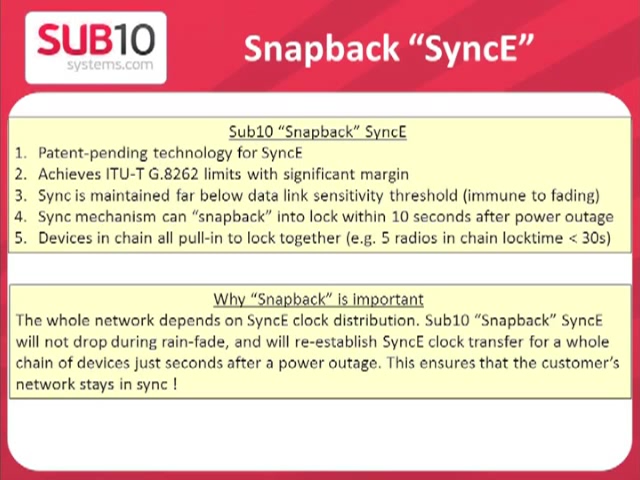 SUB10
systems.com
Snapback “SyncE”
Sub10 “Snapback” SyncE
1. Patent-pending technology for SyncE
2. Achieves ITU-T G.8262 limits with significant margin
3. Sync is maintained far below data link sensitivity threshold (immune to fading)
4. Sync mechanism can “snapback” into lock within 10 seconds after power outage
5. Devices in chain all pull-in to lock together (e.g. 5 radios in chain locktime < 30s)
Why “Snapback” is important
The whole network depends on SyncE clock distribution. Sub10 “Snapback” SyncE
will not drop during rain-fade, and will re-establish SyncE clock transfer for a whole
chain of devices just seconds after a power outage. This ensures that the customer’s
network stays in sync !